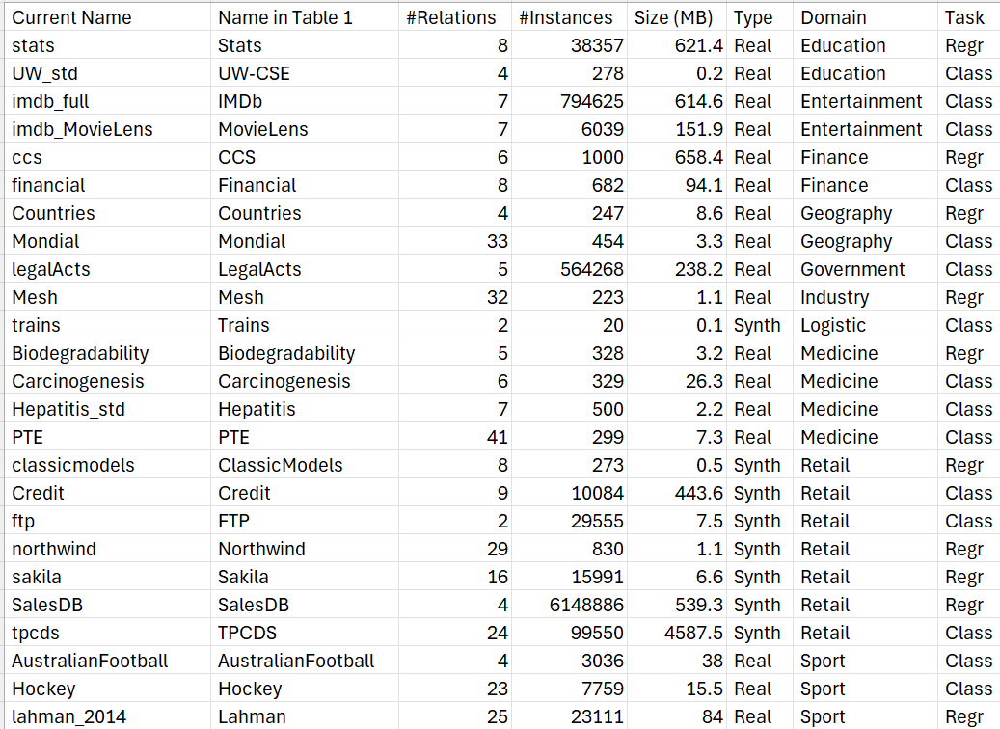 Current Name Name in Table 1 #Relations #Instances Size (MB) Type Domain Task
stats Stats 8 38357 621.4 Real Education Regr
UW_std UW-CSE 4 278 0.2 Real Education Class
imdb_full IMDb 7 794625 614.6 Real Entertainment Class
imdb_MovieLens MovieLens 7 6039 151.9 Real Entertainment Class
ccs CCS 6 1000 658.4 Real Finance Regr
financial Financial 8 682 94.1 Real Finance Class
Countries Countries 4 247 8.6 Real Geography Regr
Mondial Mondial 33 454 3.3 Real Geography Class
legalActs LegalActs 5 564268 238.2 Real Government Class
Mesh Mesh 32 223 1.1 Real Industry Regr
trains Trains 2 20 0.1 Synth Logistic Class
Biodegradability Biodegradability 5 328 3.2 Real Medicine Regr
Carcinogenesis Carcinogenesis 6 329 26.3 Real Medicine Class
Hepatitis_std Hepatitis 7 500 2.2 Real Medicine Class
PTE PTE 41 299 7.3 Real Medicine Class
classicmodels ClassicModels 8 273 0.5 Synth Retail Regr
Credit Credit 9 10084 443.6 Synth Retail Class
ftp FTP 2 29555 7.5 Synth Retail Class
northwind Northwind 29 830 1.1 Synth Retail Regr
sakila Sakila 16 15991 6.6 Synth Retail Regr
SalesDB SalesDB 4 6148886 539.3 Synth Retail Regr
tpcds TPCDS 24 99550 4587.5 Synth Retail Class
AustralianFootball AustralianFootball 4 3036 38 Real Sport Class
Hockey Hockey 23 7759 15.5 Real Sport Class
lahman_2014 Lahman 25 23111 84 Real Sport Regr